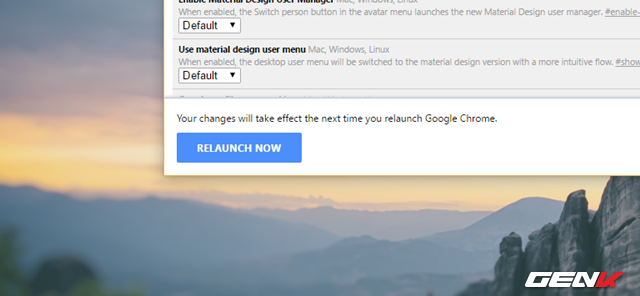 Enable Material Design User Manager Mac, Windows, Linux
When enabled, the Switch person button in the avatar menu launches the new Material Design user manager. #enable-
Default
Use material design user menu Mac, Windows, Linux
When enabled, the desktop user menu will be switched to the material design version with a more intuitive flow. #show
Default
Your changes will take effect the next time you relaunch Google Chrome.
RELAUNCH NOW
GENK